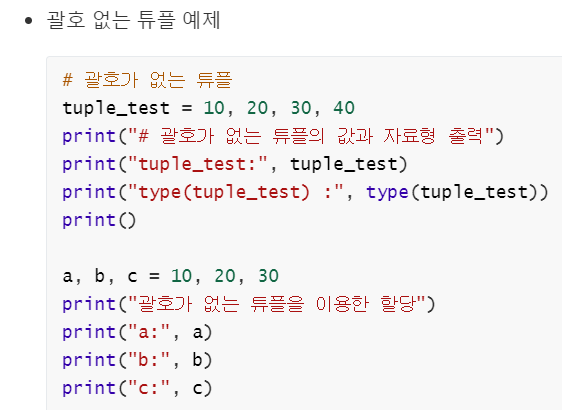 괄호 없는 튜플 예제
# 괄호가 없는 튜플
tuple_test = 10, 20, 30, 40
print("# 괄호가 없는 튜플의 값과 자료형 출력")
print("tuple_test:", tuple_test)
print("type(tuple_test) :", type(tuple_test))
print()
a, b, c = 10, 20, 30
print("괄호가 없는 튜플을 이용한 할당")
print("a:", a)
print("b:", b)
print("c:", c)